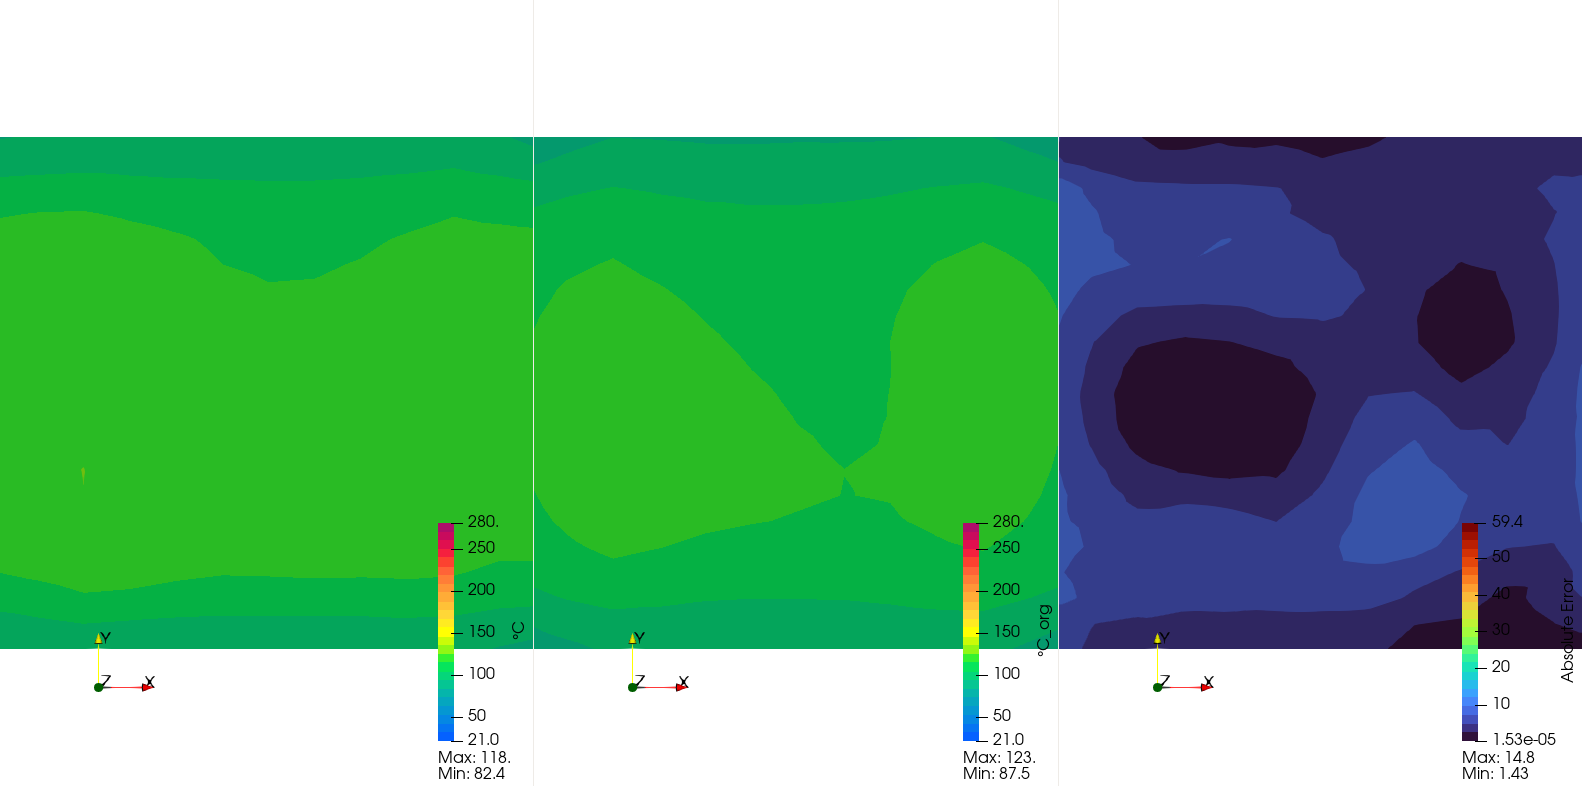 280.
250
200
150
100
50
21.0
°C
Max: 118.
Min: 82.4
Y
Z
X
280.
250
200
150
100
50
21.0
°C_org
Max: 123.
Min: 87.5
Y
Z
X
59.4
50
40
30
20
10
1.53e-05
Absolute Error
Max: 14.8
Min: 1.43
Y
Z
X